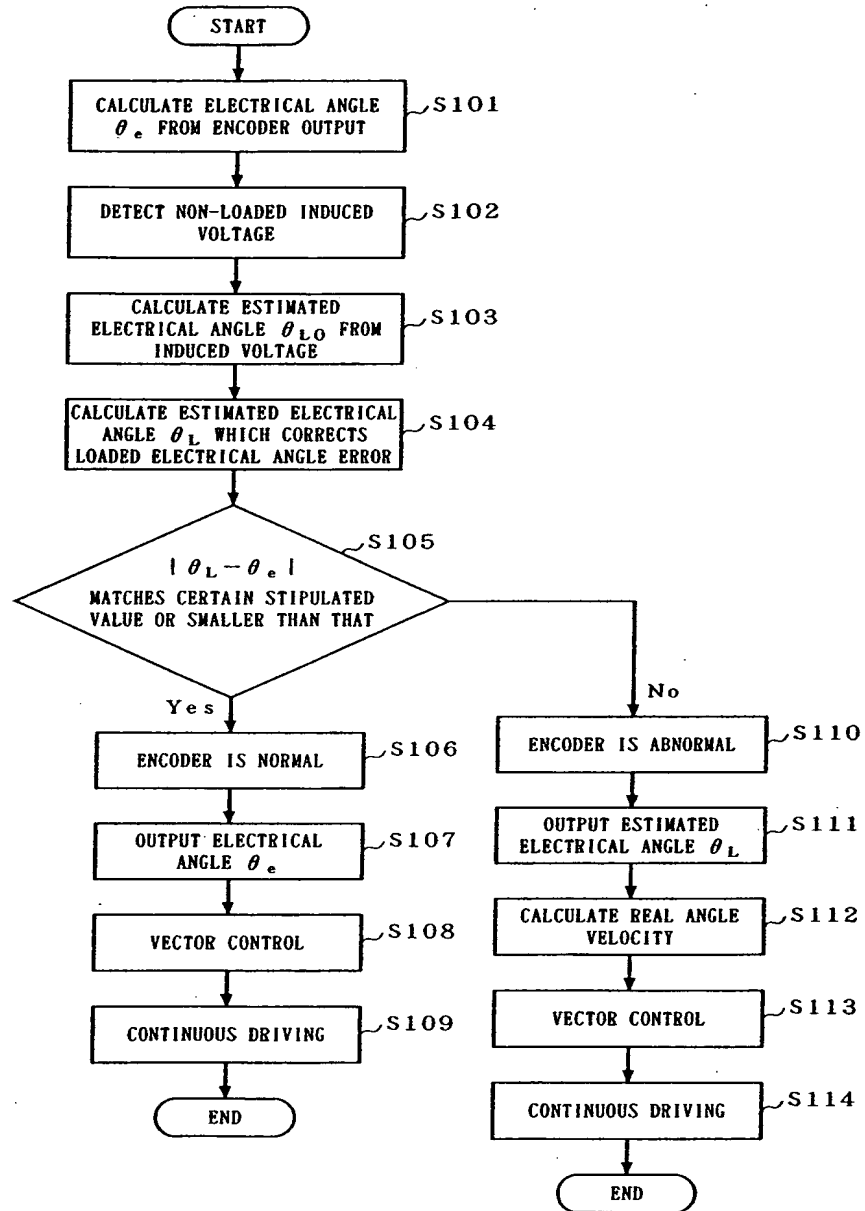 START
CALCULATE ELECTRICAL ANGLE
θe FROM ENCODER OUTPUT
S101
DETECT NON-LOADED INDUCED
VOLTAGE
S102
CALCULATE ESTIMATED
ELECTRICAL ANGLE θL0 FROM
INDUCED VOLTAGE
S103
CALCULATE ESTIMATED ELECTRICAL
ANGLE θL WHICH CORRECTS
LOADED ELECTRICAL ANGLE ERROR
S104
S105
| θL - θe |
MATCHES CERTAIN STIPULATED
VALUE OR SMALLER THAN THAT
Yes
ENCODER IS NORMAL
S106
OUTPUT ELECTRICAL
ANGLE θe
S107
VECTOR CONTROL
S108
CONTINUOUS DRIVING
S109
END
No
ENCODER IS ABNORMAL
S110
OUTPUT ESTIMATED
ELECTRICAL ANGLE θL
S111
CALCULATE REAL ANGLE
VELOCITY
S112
VECTOR CONTROL
S113
CONTINUOUS DRIVING
S114
END